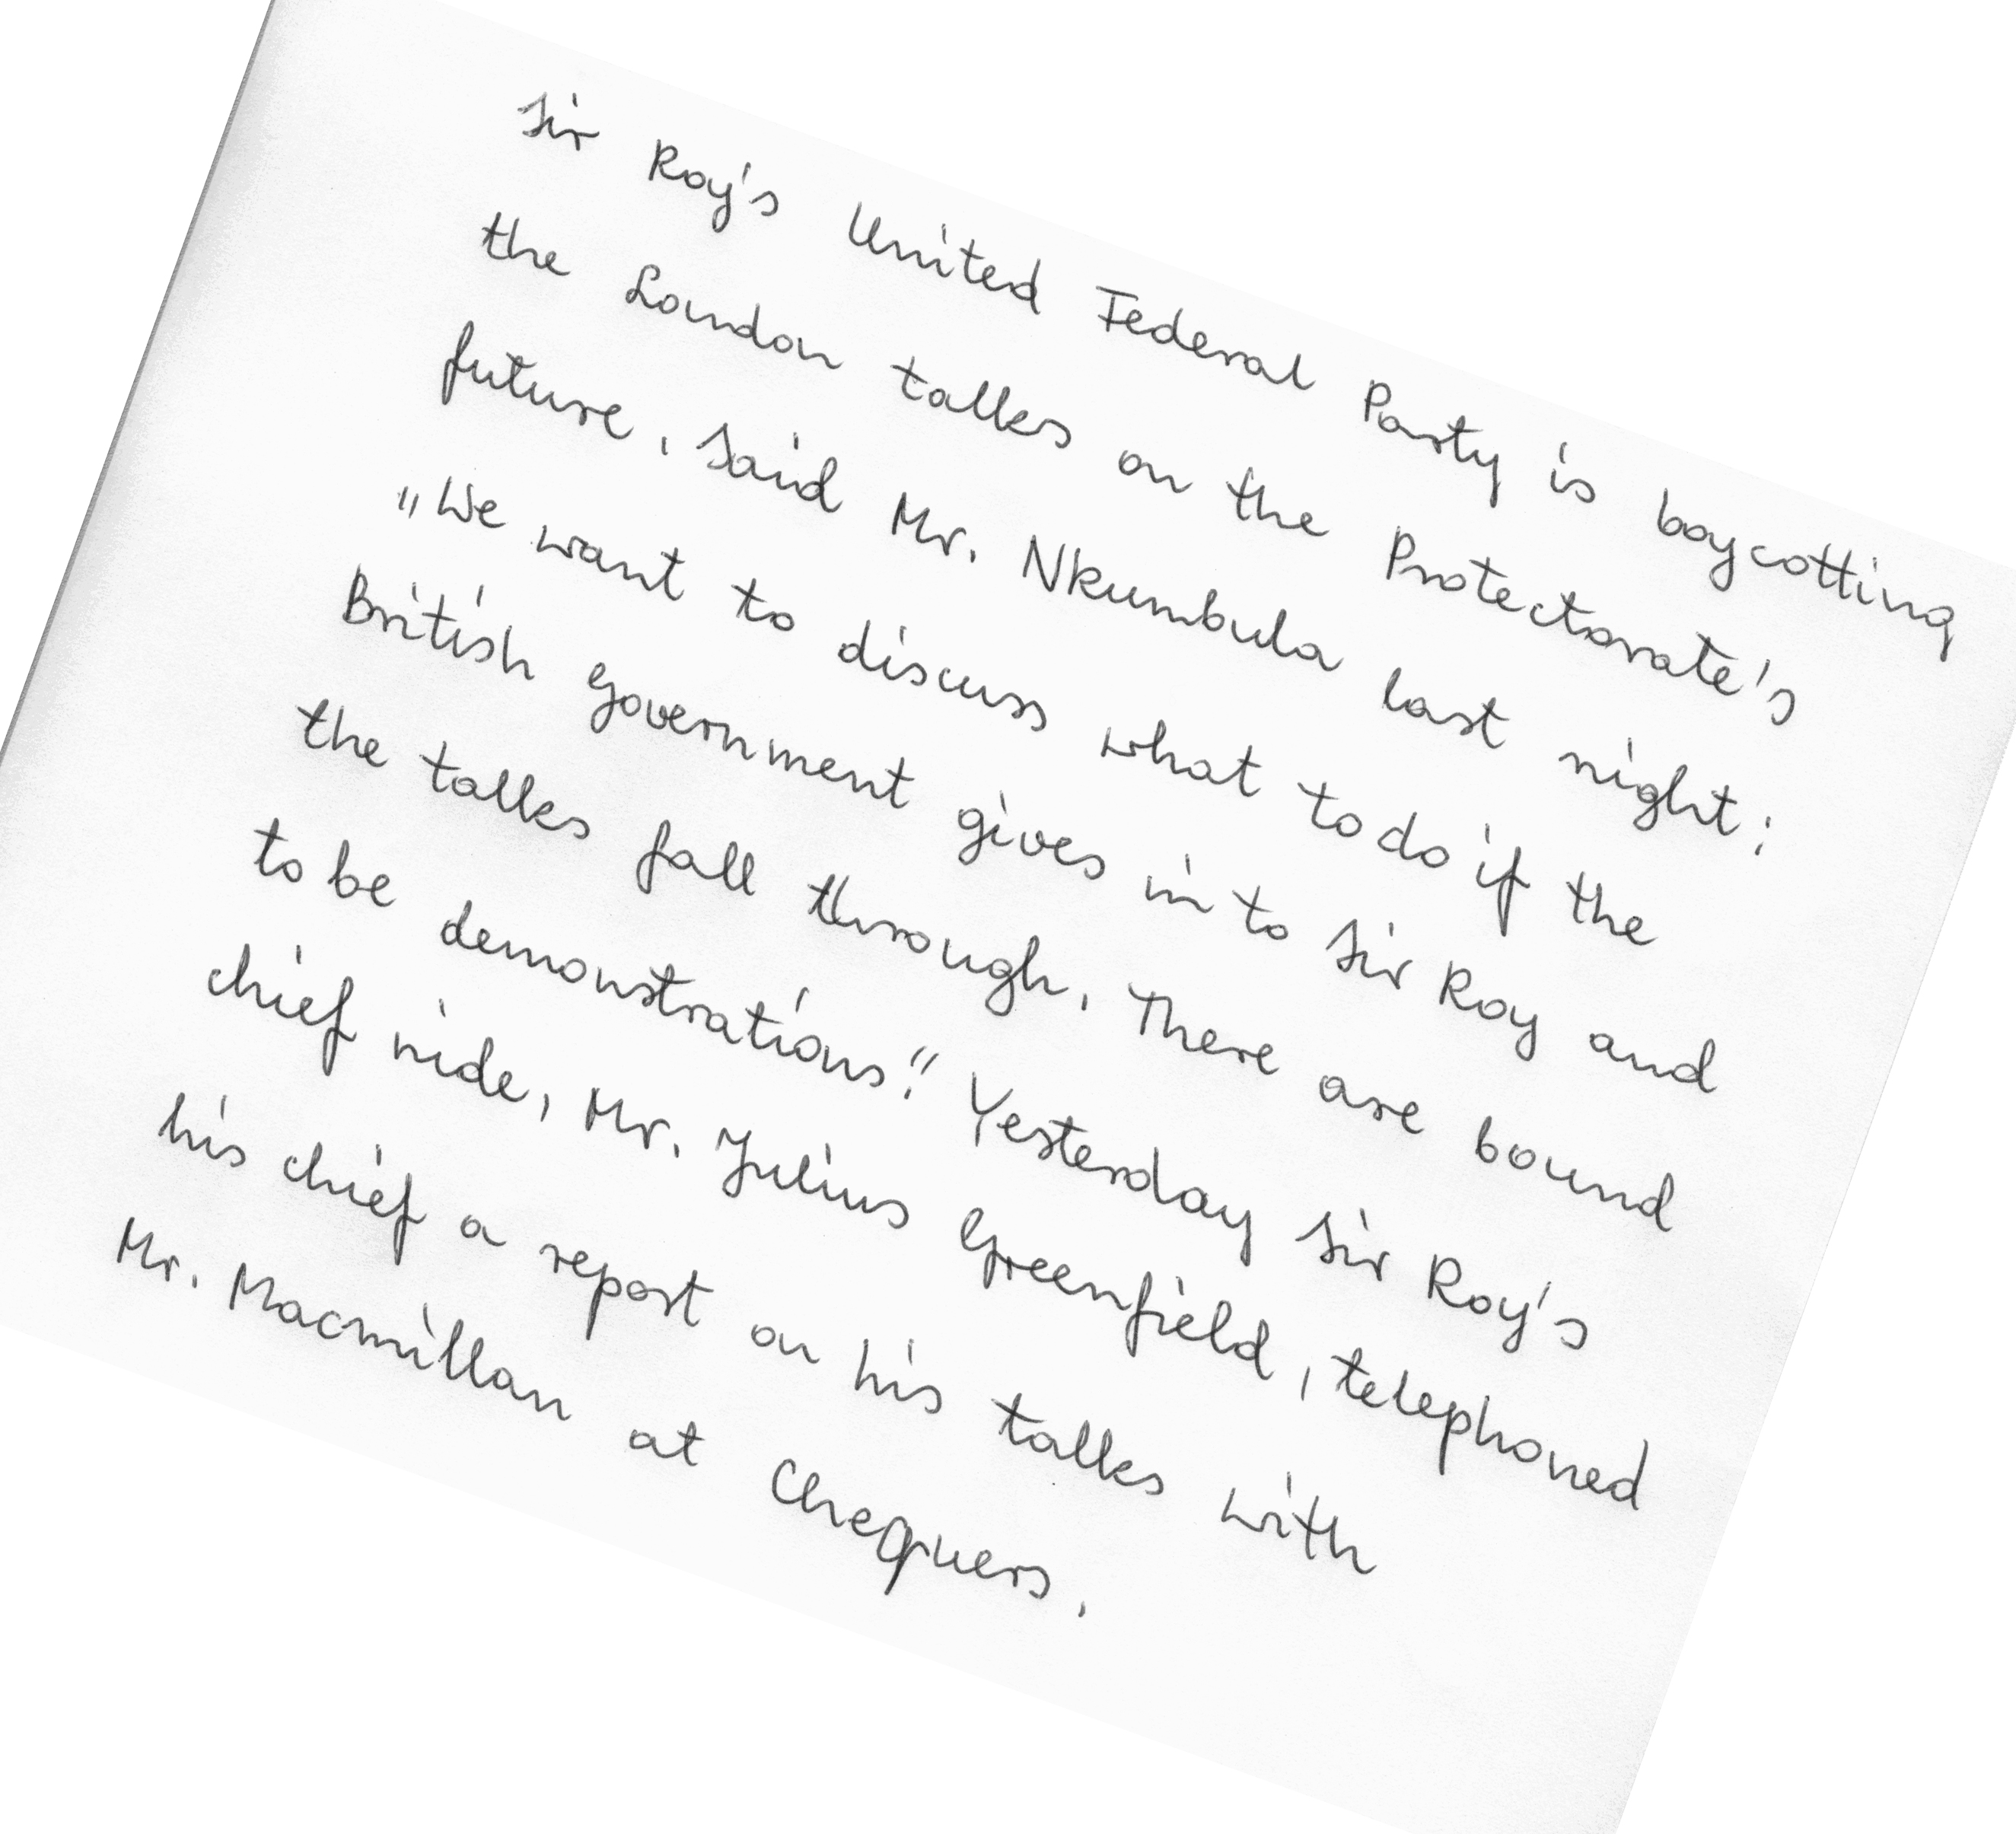 Sir Roy's United Federal Party is boycotting
the London talks on the Protectorate's
future. Said Mr. Nkumbula last night:
"We want to discuss what to do if the
British government gives in to Sir Roy and
the talks fall through. There are bound
to be demonstrations." Yesterday Sir Roy's
chief aide, Mr. Julius Greenfield, telephoned
his chief a report on his talks with
Mr. Macmillan at Chequers.